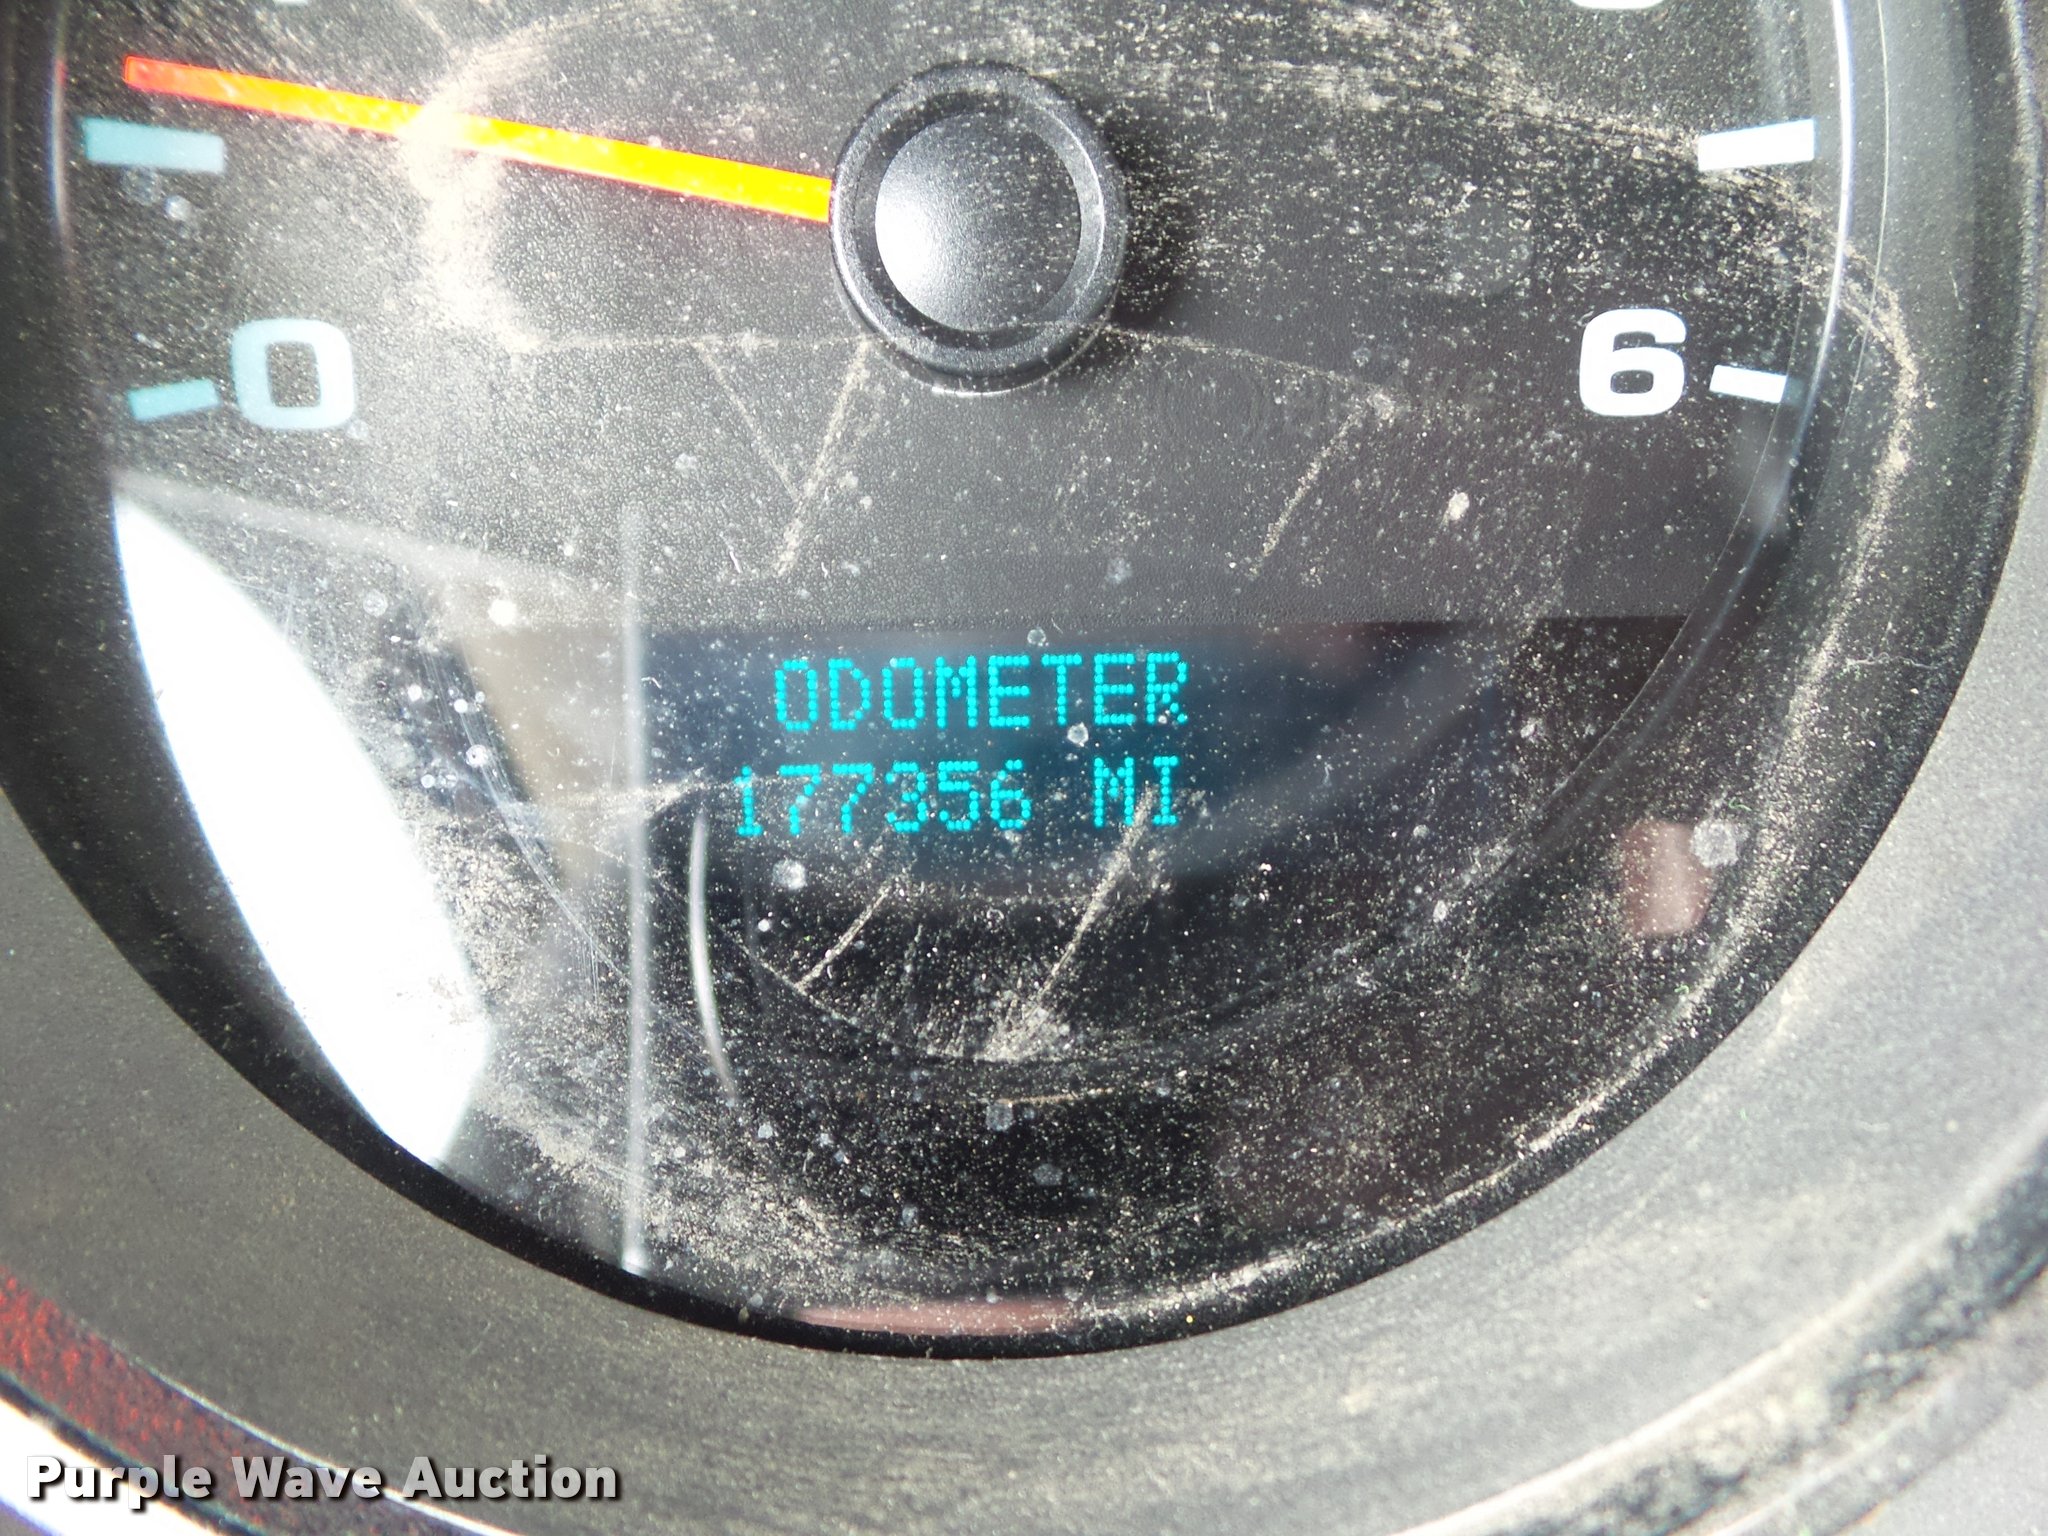 0
6
ODOMETER
177356 MI
Purple Wave Auction